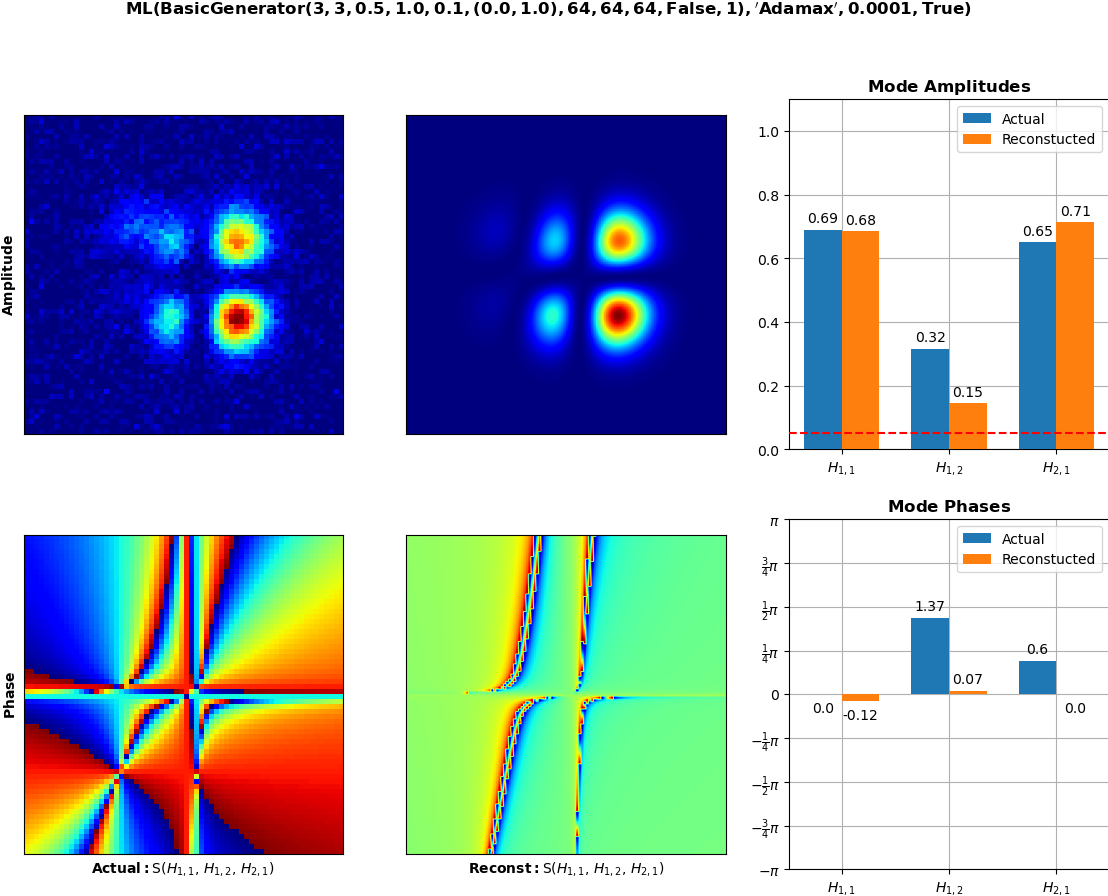 ML(BasicGenerator(3, 3, 0.5, 1.0, 0.1, (0.0, 1.0), 64, 64, 64, False, 1), ′Adamax′, 0.0001, True)
Amplitude
Mode Amplitudes
Actual
Reconstucted
1.0
0.8
0.6
0.4
0.2
0.0
0.69
0.68
0.32
0.15
0.65
0.71
H1,1
H1,2
H2,1
Phase
Actual: S(H1,1, H1,2, H2,1)
Reconst: S(H1,1, H1,2, H2,1)
Mode Phases
Actual
Reconstucted
π
3/4π
1/2π
1/4π
0
−1/4π
−1/2π
−3/4π
−π
0.0
-0.12
1.37
0.07
0.6
0.0
H1,1
H1,2
H2,1